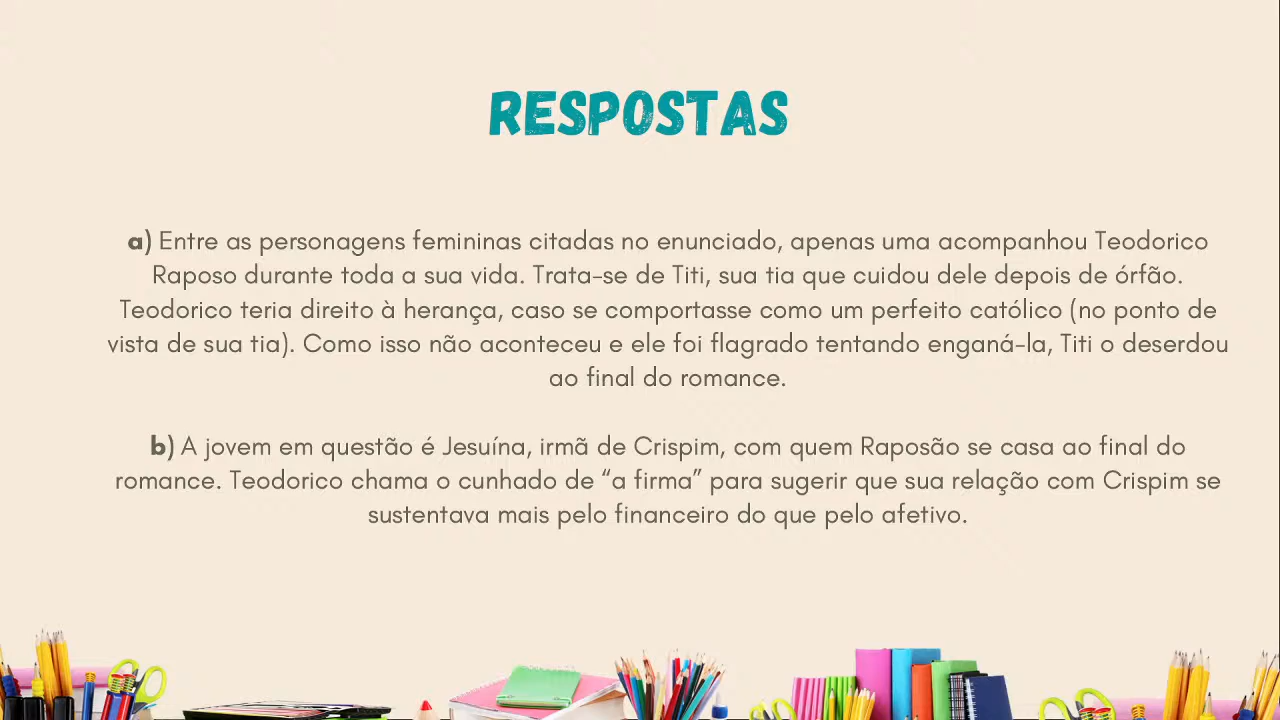 RESPOSTAS
a) Entre as personagens femininas citadas no enunciado, apenas uma acompanhou Teodorico
Raposo durante toda a sua vida. Trata-se de Titi, sua tia que cuidou dele depois de órfão.
Teodorico teria direito à herança, caso se comportasse como um perfeito católico (no ponto de
vista de sua tia). Como isso não aconteceu e ele foi flagrado tentando enganá-la, Titi o deserdou
ao final do romance.
b) A jovem em questão é Jesuína, irmã de Crispim, com quem Raposão se casa ao final do
romance. Teodorico chama o cunhado de “a firma” para sugerir que sua relação com Crispim se
sustentava mais pelo financeiro do que pelo afetivo.